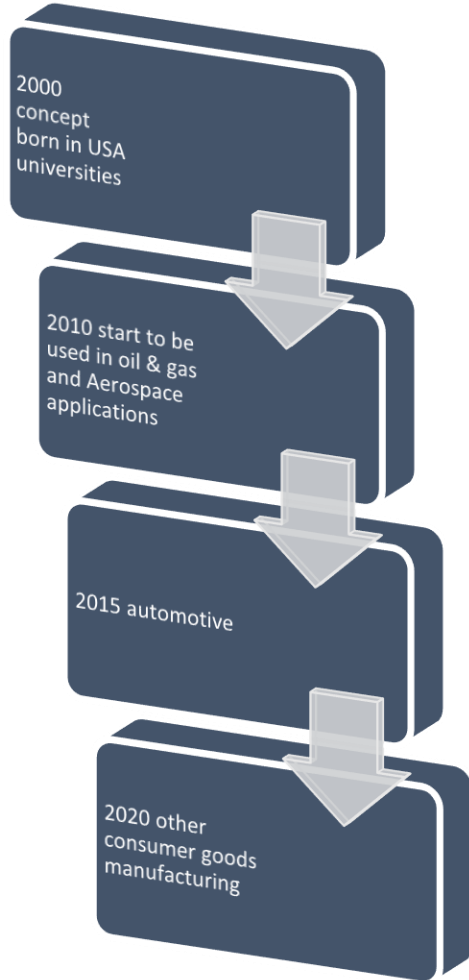 2000
concept
born in USA
universities
2010 start to be
used in oil & gas
and Aerospace
applications
2015 automotive
2020 other
consumer goods
manufacturing